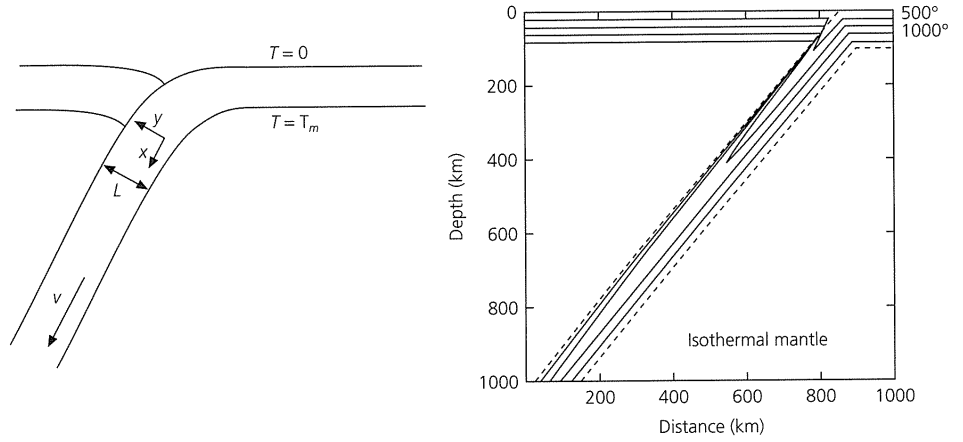 T = 0
T = Tm
y
x
L
v
0
200
400
600
800
1000
Depth (km)
500°
1000°
Isothermal mantle
200
400
600
800
1000
Distance (km)